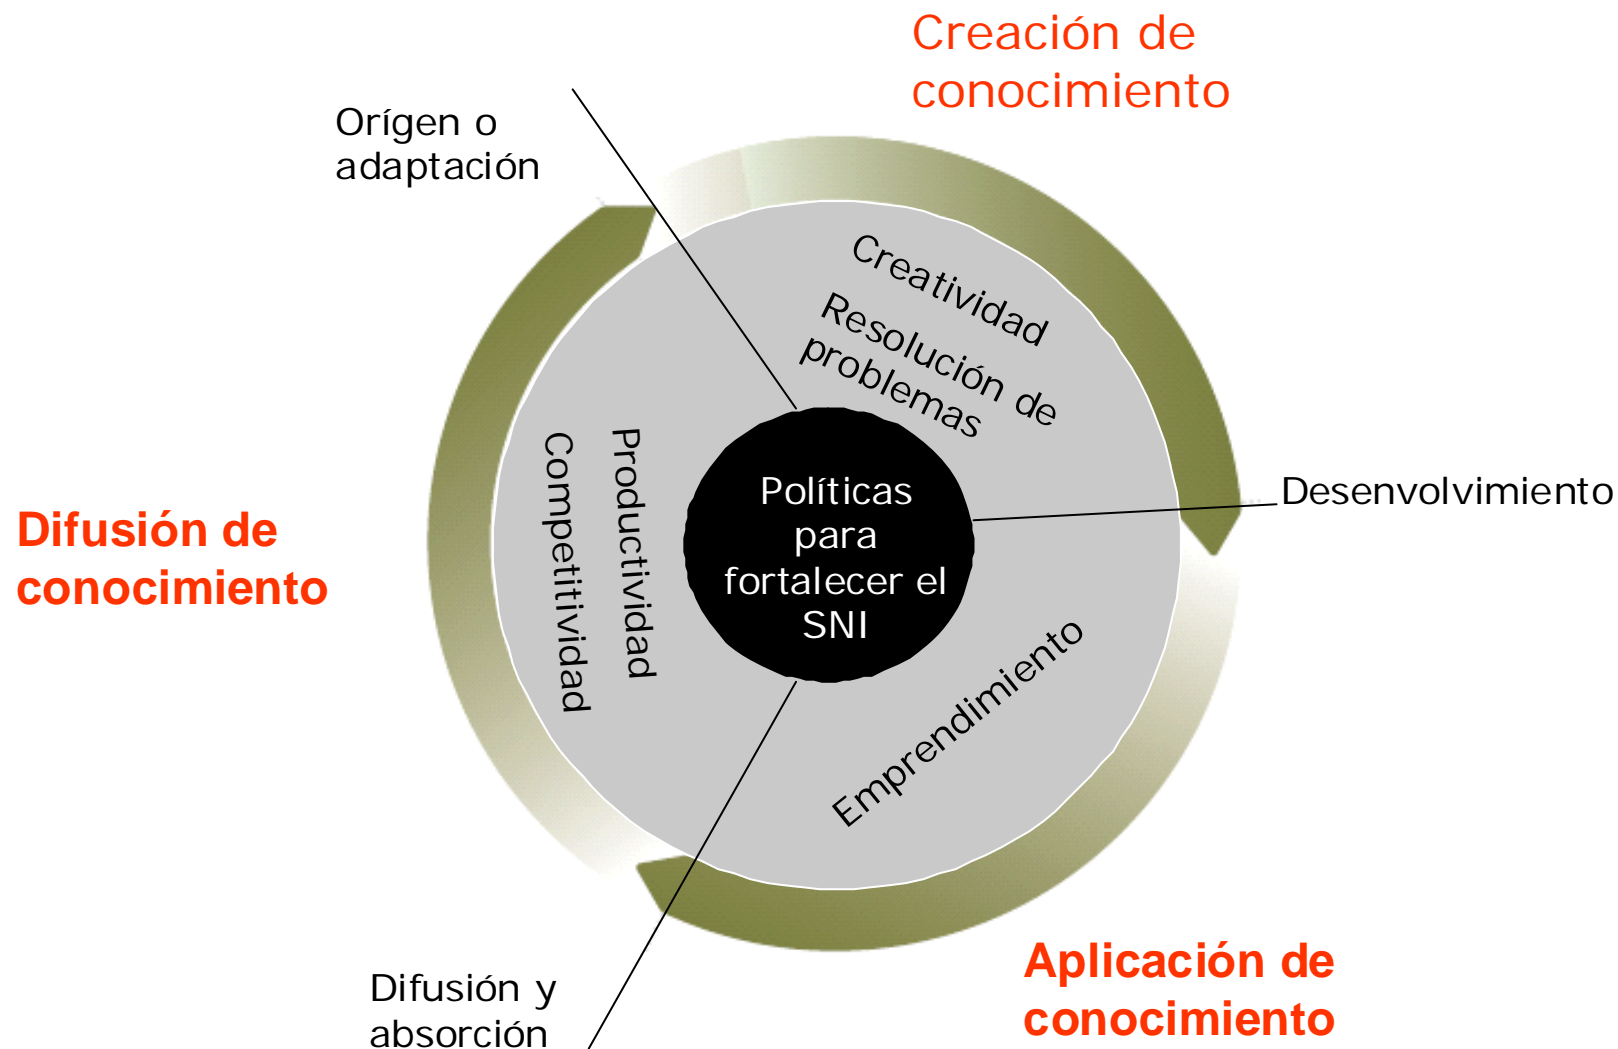 Creación de
conocimiento
Orígen o
adaptación
Creatividad
Resolución de
problemas
Desenvolvimiento
Políticas
para
fortalecer el
SNI
Productividad
Competitividad
Difusión de
conocimiento
Emprendimiento
Difusión y
absorción
Aplicación de
conocimiento